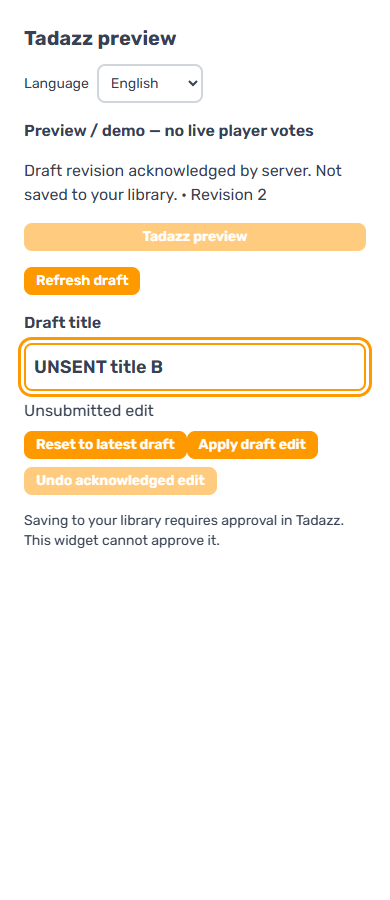 Tadazz preview
Language English
Preview / demo — no live player votes
Draft revision acknowledged by server. Not
saved to your library. • Revision 2
Tadazz preview
Refresh draft
Draft title
UNSENT title B
Unsubmitted edit
Reset to latest draft Apply draft edit
Undo acknowledged edit
Saving to your library requires approval in Tadazz.
This widget cannot approve it.